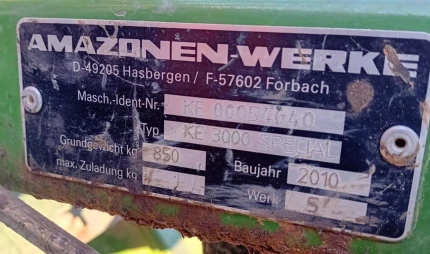 AMAZONEN-WERKE
D-49205 Hasbergen / F-57602 Forbach
Masch.-Ident-Nr. KE 00054040
Typ KE 3000 SPECIAL
Grundgewicht kg 850 Baujahr 2010
max. Zuladung kg Werk 5